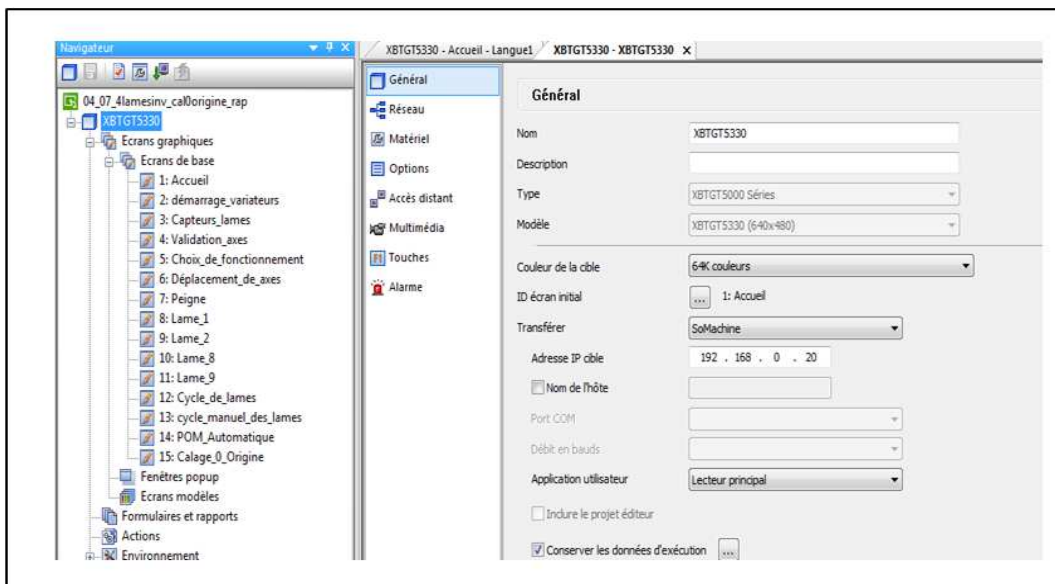 Navigateur
04_07_4lamesinv_cal0origine_rap
XBTGT5330
Ecrans graphiques
Ecrans de base
1: Accueil
2: démarrage_variateurs
3: Capteurs_lames
4: Validation_axes
5: Choix_de_fonctionnement
6: Déplacement_de_axes
7: Peigne
8: Lame_1
9: Lame_2
10: Lame_8
11: Lame_9
12: Cycle_de_lames
13: cycle_manuel_des_lames
14: POM_Automatique
15: Calage_0_Origine
Fenêtres popup
Ecrans modèles
Formulaires et rapports
Actions
Environnement
XBTGT5330 - Accueil - Langue1
XBTGT5330 - XBTGT5330
Général
Réseau
Matériel
Options
Accès distant
Multimédia
Touches
Alarme
Général
Nom XBTGT5330
Description
Type XBTGT5000 Séries
Modèle XBTGT5330 (640x480)
Couleur de la cible 64K couleurs
ID écran initial ... 1: Accueil
Transférer SoMachine
Adresse IP cible 192 . 168 . 0 . 20
Nom de l'hôte
Port COM
Débit en bauds
Application utilisateur Lecteur principal
Indure le projet éditeur
Conserver les données d'exécution ...